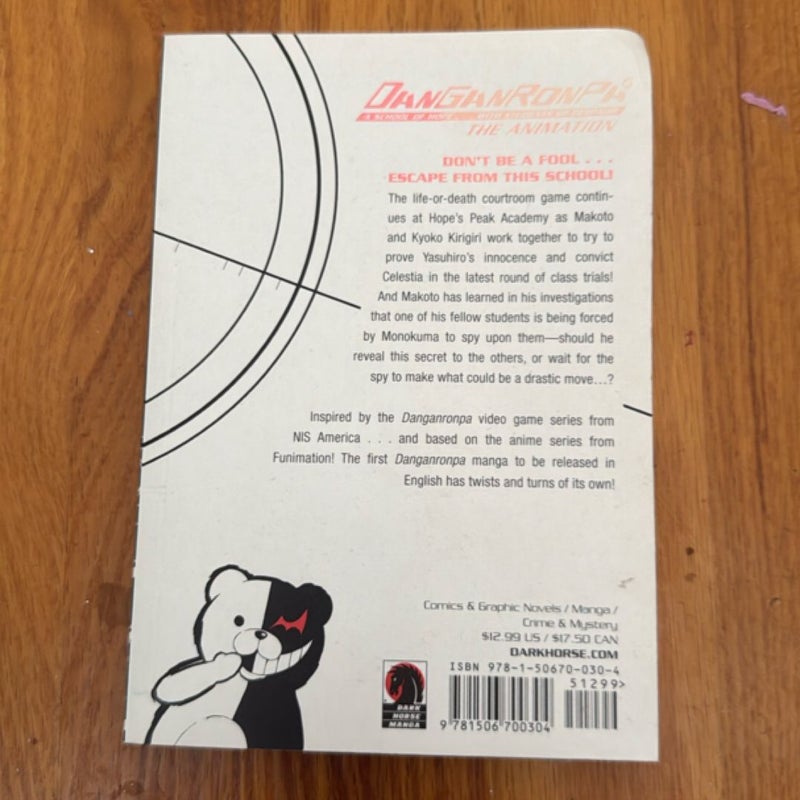 DANGANRONPA
A SCHOOL OF HOPE
THE ANIMATION
DON'T BE A FOOL . . .
ESCAPE FROM THIS SCHOOL!
The life-or-death courtroom game contin-
ues at Hope's Peak Academy as Makoto
and Kyoko Kirigiri work together to try to
prove Yasuhiro's innocence and convict
Celestia in the latest round of class trials!
And Makoto has learned in his investigations
that one of his fellow students is being forced
by Monokuma to spy upon them—should he
reveal this secret to the others, or wait for the
spy to make what could be a drastic move...?
Inspired by the Danganronpa video game series from
NIS America . . . and based on the anime series from
Funimation! The first Danganronpa manga to be released in
English has twists and turns of its own!
Comics & Graphic Novels / Manga /
Crime & Mystery
$12.99 US / $17.50 CAN
DARKHORSE.COM
ISBN 978-1-50670-030-4
51299>
9 781506 700304
DARK
HORSE
MANGA